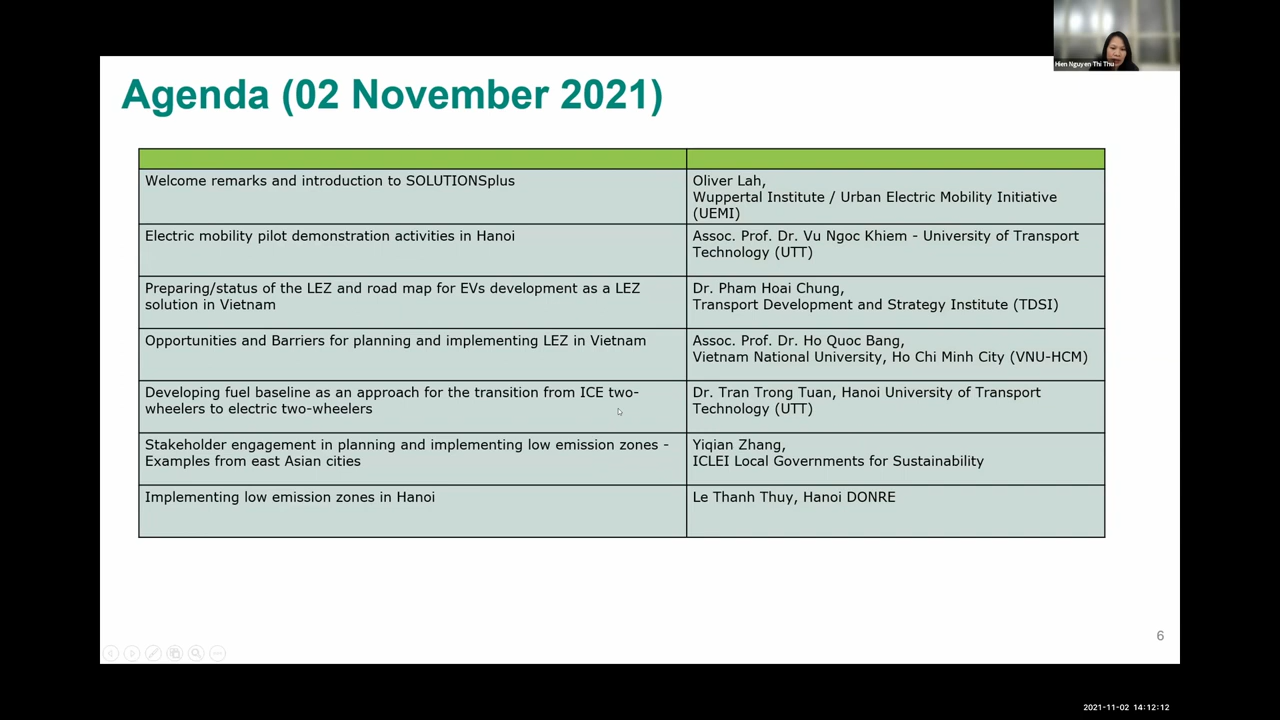 Hien Nguyen Thi Thu
Agenda (02 November 2021)
Welcome remarks and introduction to SOLUTIONSplus
Oliver Lah,
Wuppertal Institute / Urban Electric Mobility Initiative
(UEMI)
Electric mobility pilot demonstration activities in Hanoi
Assoc. Prof. Dr. Vu Ngoc Khiem - University of Transport
Technology (UTT)
Preparing/status of the LEZ and road map for EVs development as a LEZ
solution in Vietnam
Dr. Pham Hoai Chung,
Transport Development and Strategy Institute (TDSI)
Opportunities and Barriers for planning and implementing LEZ in Vietnam
Assoc. Prof. Dr. Ho Quoc Bang,
Vietnam National University, Ho Chi Minh City (VNU-HCM)
Developing fuel baseline as an approach for the transition from ICE two-
wheelers to electric two-wheelers
Dr. Tran Trong Tuan, Hanoi University of Transport
Technology (UTT)
Stakeholder engagement in planning and implementing low emission zones -
Examples from east Asian cities
Yiqian Zhang,
ICLEI Local Governments for Sustainability
Implementing low emission zones in Hanoi
Le Thanh Thuy, Hanoi DONRE
6
2021-11-02 14:12:12